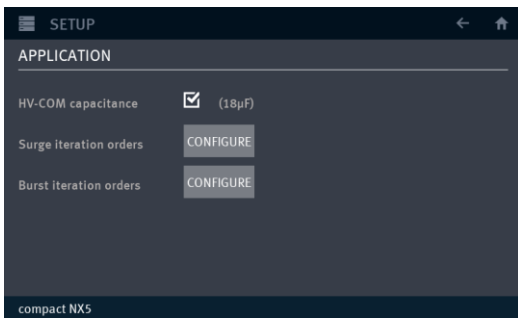 SETUP
APPLICATION
HV-COM capacitance (18µF)
Surge iteration orders CONFIGURE
Burst iteration orders CONFIGURE
compact NX5